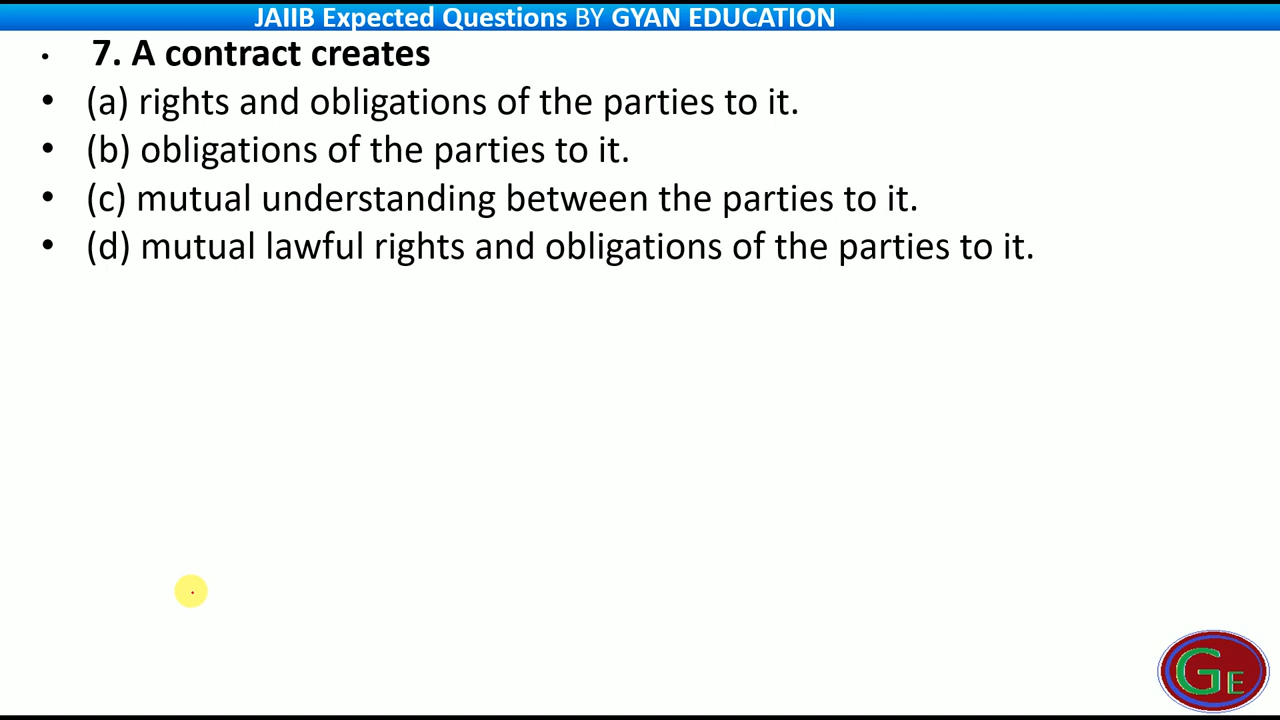 JAIIB Expected Questions BY GYAN EDUCATION
• 7. A contract creates
• (a) rights and obligations of the parties to it.
• (b) obligations of the parties to it.
• (c) mutual understanding between the parties to it.
• (d) mutual lawful rights and obligations of the parties to it.
GE